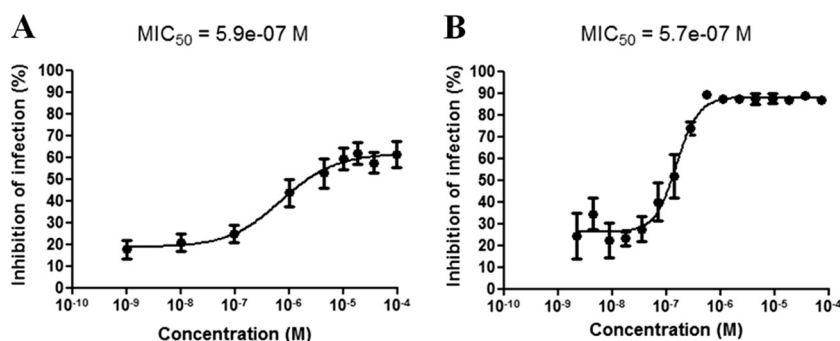 A
MIC₅₀ = 5.9e-07 M
Inhibition of infection (%)
100
90
80
70
60
50
40
30
20
10
0
10⁻¹⁰ 10⁻⁹ 10⁻⁸ 10⁻⁷ 10⁻⁶ 10⁻⁵ 10⁻⁴
Concentration (M)
B
MIC₅₀ = 5.7e-07 M
Inhibition of infection (%)
100
90
80
70
60
50
40
30
20
10
0
10⁻¹⁰ 10⁻⁹ 10⁻⁸ 10⁻⁷ 10⁻⁶ 10⁻⁵ 10⁻⁴
Concentration (M)